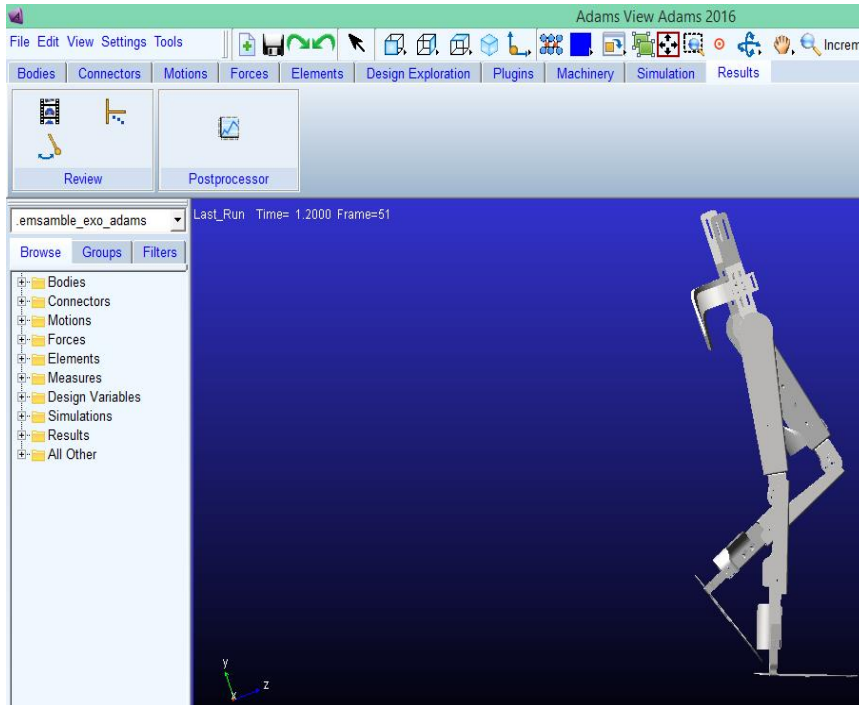 Adams View Adams 2016
File Edit View Settings Tools
Increm
Bodies Connectors Motions Forces Elements Design Exploration Plugins Machinery Simulation Results
Review Postprocessor
.emsamble_exo_adams
Last_Run Time= 1.2000 Frame=51
Browse Groups Filters
Bodies
Connectors
Motions
Forces
Elements
Measures
Design Variables
Simulations
Results
All Other
y
z
x